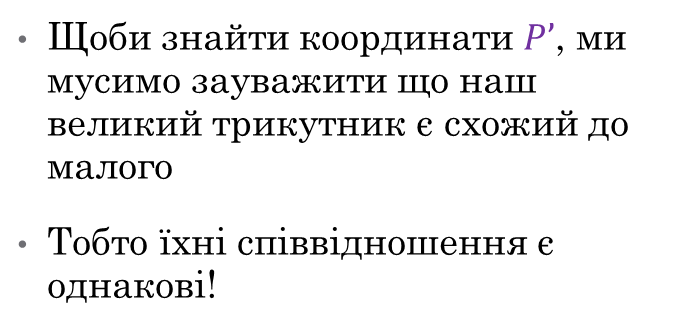 • Щоби знайти координати P’, ми
мусимо зауважити що наш
великий трикутник є схожий до
малого
• Тобто їхні співвідношення є
однакові!